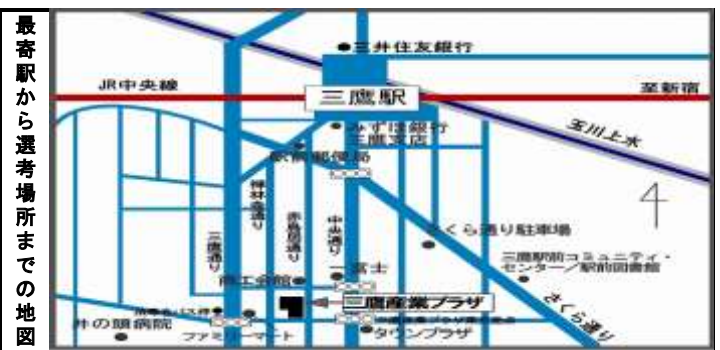 最寄駅から選考場所までの地図
三井住友銀行
JR中央線
三鷹駅
至新宿
みずほ銀行
三鷹支店
玉川上水
駅前郵便局
禅林寺通り
三鷹通り
赤鳥居通り
中央通り
さくら通り駐車場
三鷹駅前コミュニティ・
センター/駅前図書館
商工会館
富士
三鷹産業プラザ
さくら通り
井の頭病院
ファミリーマート
タウンプラザ